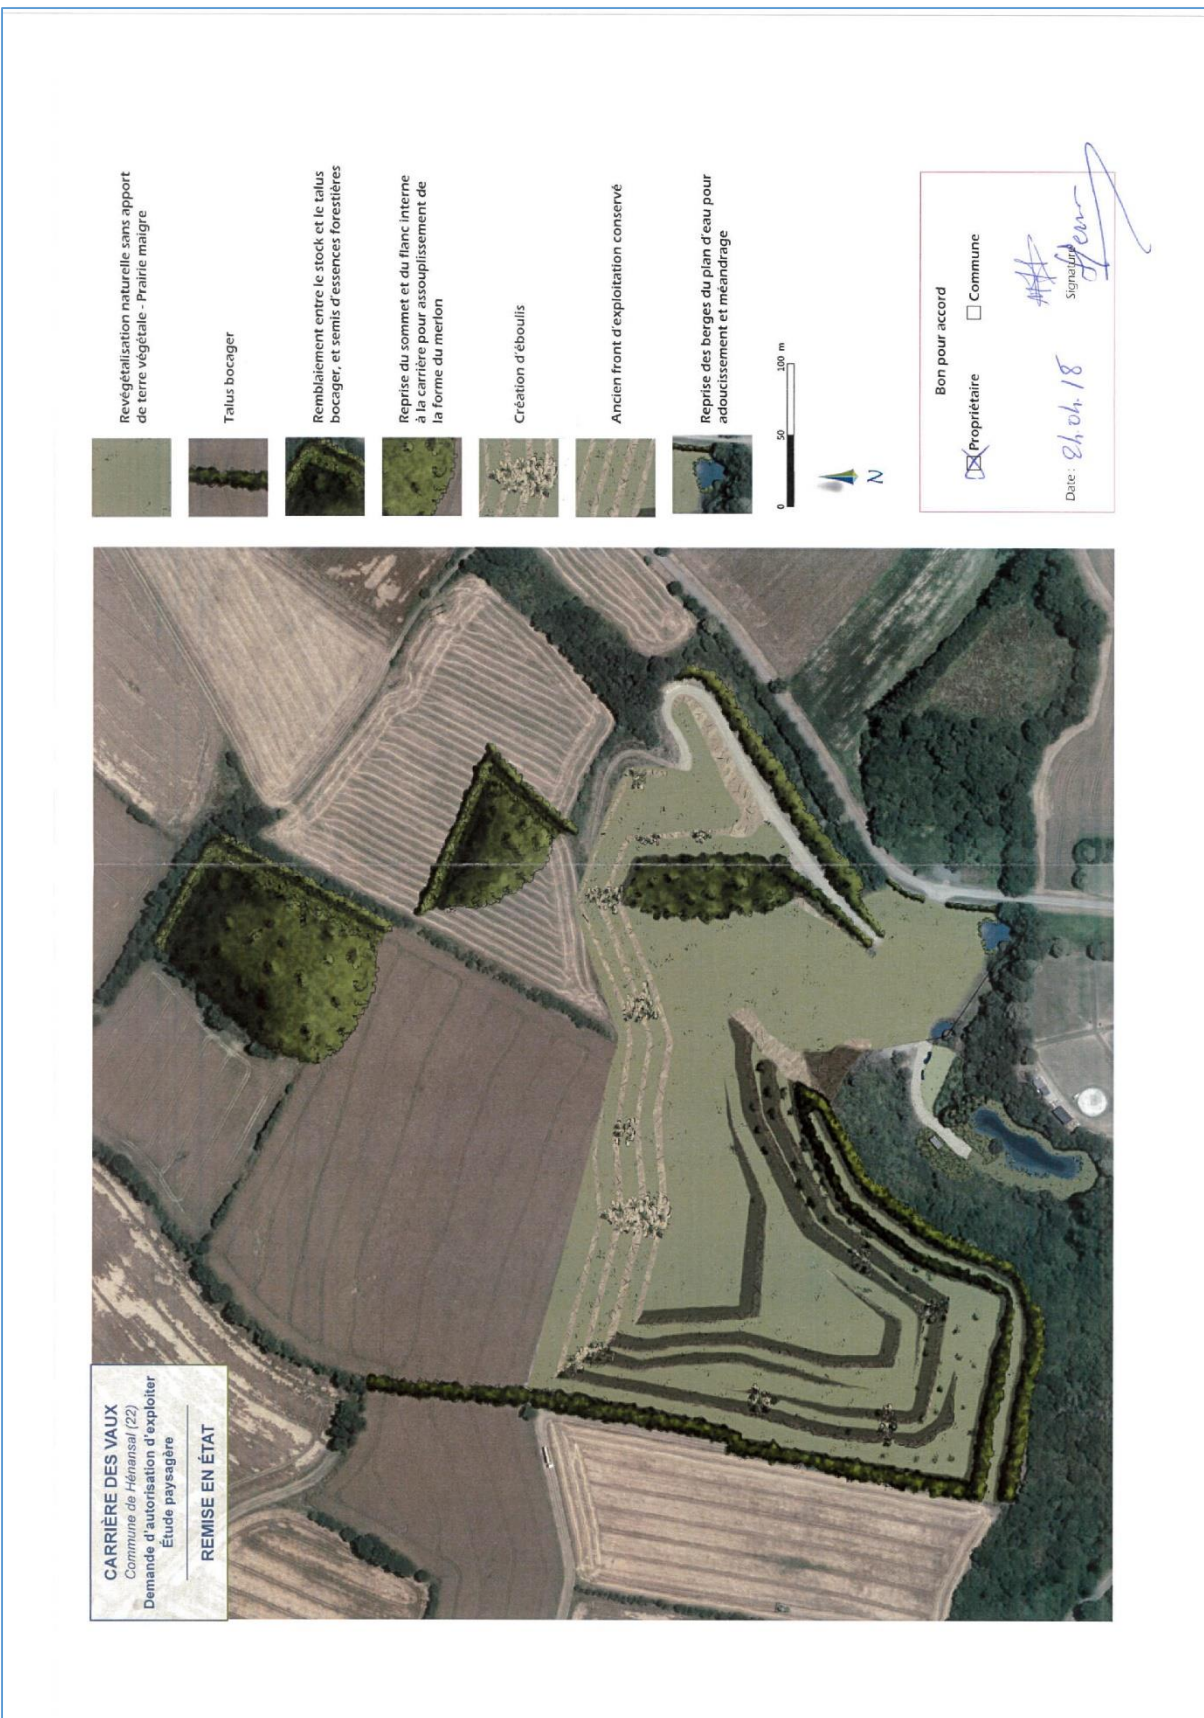 CARRIÈRE DES VAUX
Commune de Hénansal (22)
Demande d'autorisation d'exploiter
Étude paysagère
REMISE EN ÉTAT
Revégétalisation naturelle sans apport
de terre végétale - Prairie maigre
Talus bocager
Remblaiement entre le stock et le talus
bocager, et semis d'essences forestières
Reprise du sommet et du flanc interne
à la carrière pour assouplissement de
la forme du merlon
Création d'éboulis
Ancien front d'exploitation conservé
Reprise des berges du plan d'eau pour
adoucissement et méandrage
0 50 100 m
N
Bon pour accord
Propriétaire Commune
Date : 24.04.18 Signature